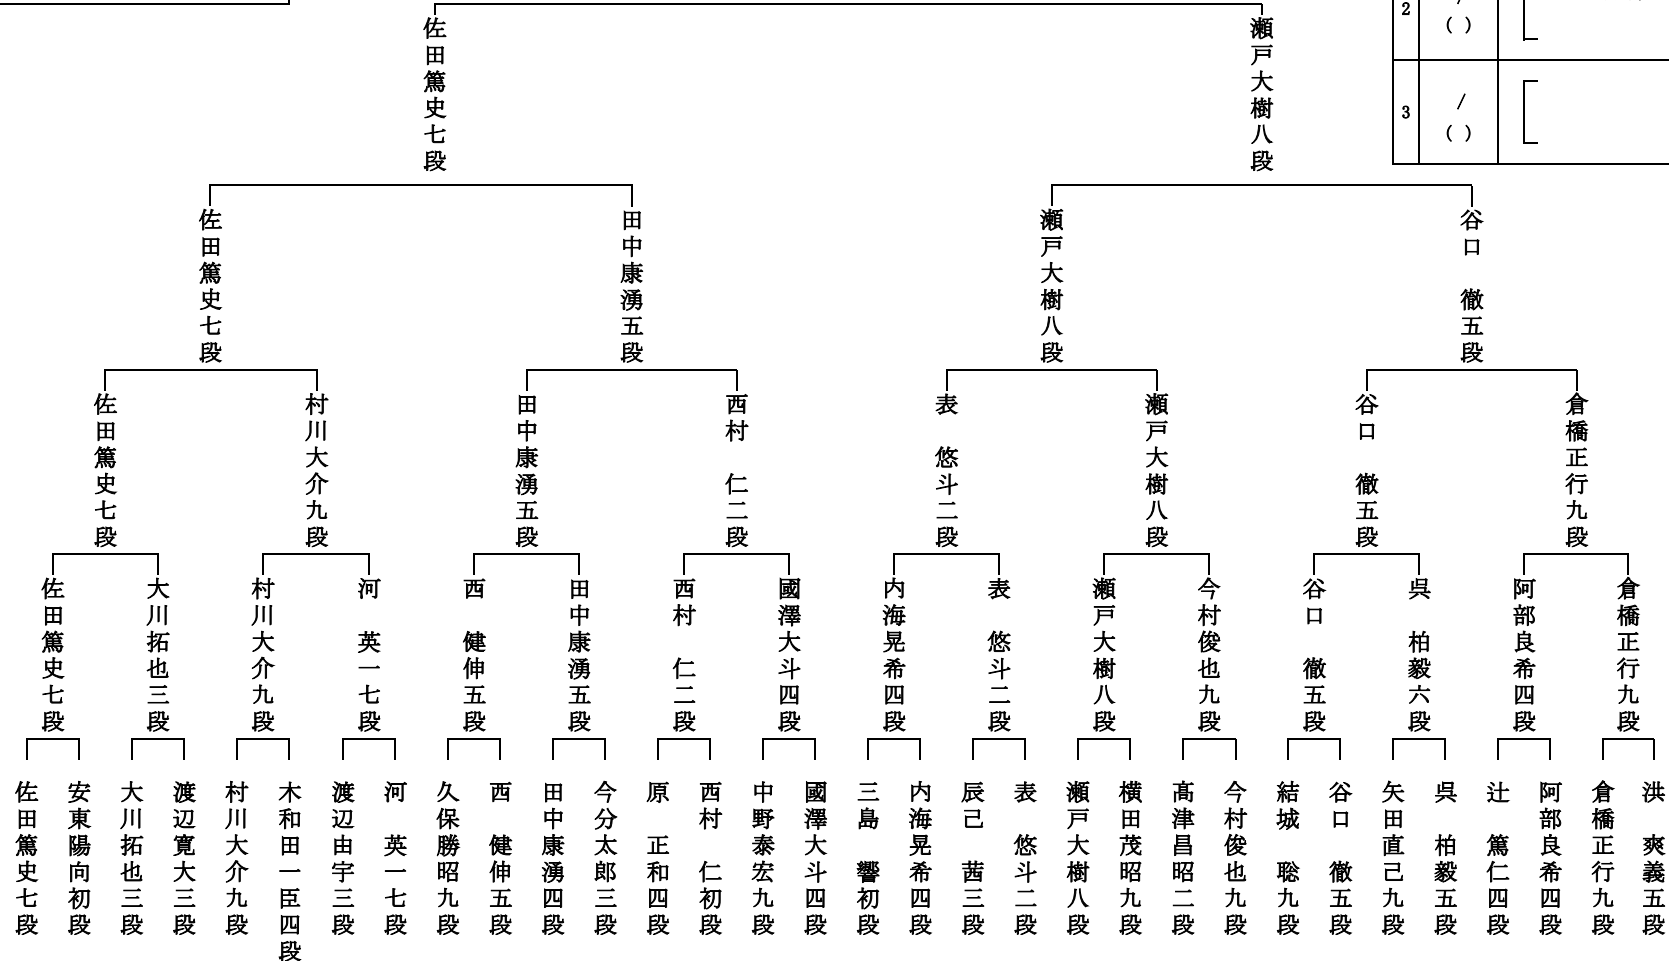 佐田篤史七段
瀬戸大樹八段
2
/
( )
3
/
( )
佐田篤史七段
田中康湧五段
瀬戸大樹八段
谷口 徹五段
佐田篤史七段
村川大介九段
田中康湧五段
西村 仁二段
表 悠斗二段
瀬戸大樹八段
谷口 徹五段
倉橋正行九段
佐田篤史七段
大川拓也三段
村川大介九段
河 英一七段
西 健伸五段
田中康湧五段
西村 仁二段
國澤大斗四段
内海晃希四段
表 悠斗二段
瀬戸大樹八段
今村俊也九段
谷口 徹五段
呉 柏毅六段
阿部良希四段
倉橋正行九段
佐田篤史七段
安東陽向初段
大川拓也三段
渡辺寛大三段
村川大介九段
木和田一臣四段
渡辺由宇三段
河 英一七段
久保勝昭九段
西 健伸五段
田中康湧四段
今分太郎三段
原 正和四段
西村 仁初段
中野泰宏九段
國澤大斗四段
三島 響初段
内海晃希四段
辰己 茜三段
表 悠斗二段
瀬戸大樹八段
横田茂昭九段
髙津昌昭二段
今村俊也九段
結城 聡九段
谷口 徹五段
矢田直己九段
呉 柏毅五段
辻 篤仁四段
阿部良希四段
倉橋正行九段
洪 爽義五段